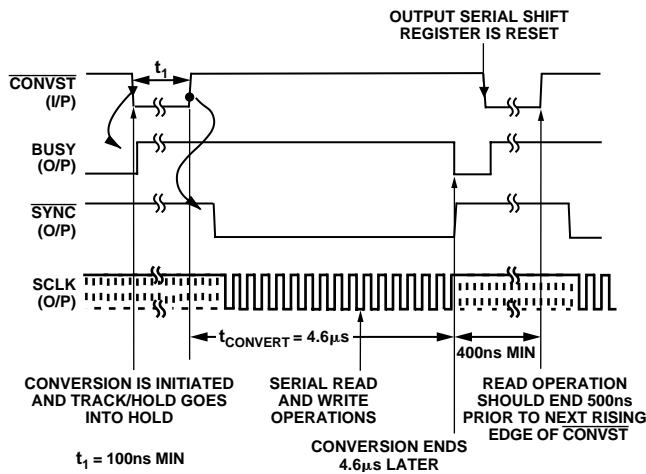 OUTPUT SERIAL SHIFT
REGISTER IS RESET
t1
CONVST
(I/P)
BUSY
(O/P)
SYNC
(O/P)
SCLK
(O/P)
tCONVERT = 4.6µs
400ns MIN
CONVERSION IS INITIATED
AND TRACK/HOLD GOES
INTO HOLD
SERIAL READ
AND WRITE
OPERATIONS
READ OPERATION
SHOULD END 500ns
PRIOR TO NEXT RISING
EDGE OF CONVST
t1 = 100ns MIN
CONVERSION ENDS
4.6µs LATER